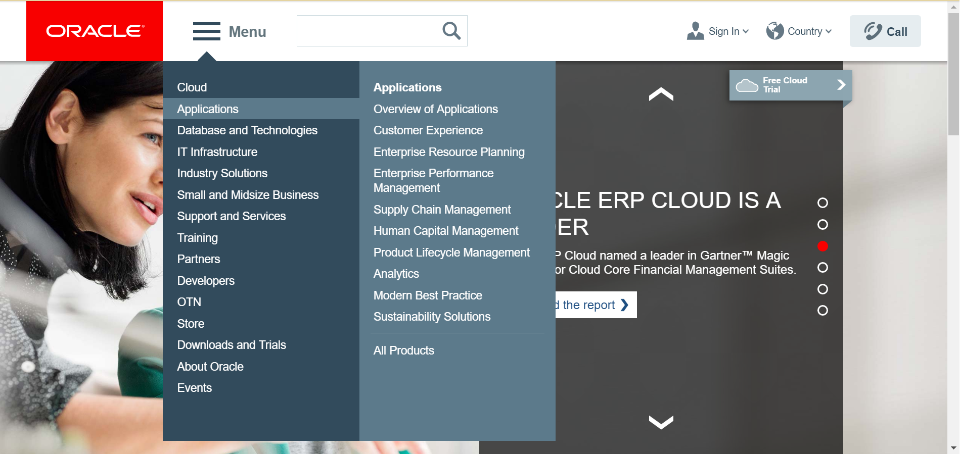 ORACLE
Menu
Sign In
Country
Call
Cloud
Applications
Database and Technologies
IT Infrastructure
Industry Solutions
Small and Midsize Business
Support and Services
Training
Partners
Developers
OTN
Store
Downloads and Trials
About Oracle
Events
Applications
Overview of Applications
Customer Experience
Enterprise Resource Planning
Enterprise Performance
Management
Supply Chain Management
Human Capital Management
Product Lifecycle Management
Analytics
Modern Best Practice
Sustainability Solutions
All Products
Free Cloud
Trial
CLE ERP CLOUD IS A
DER
P Cloud named a leader in Gartner™ Magic
or Cloud Core Financial Management Suites.
d the report